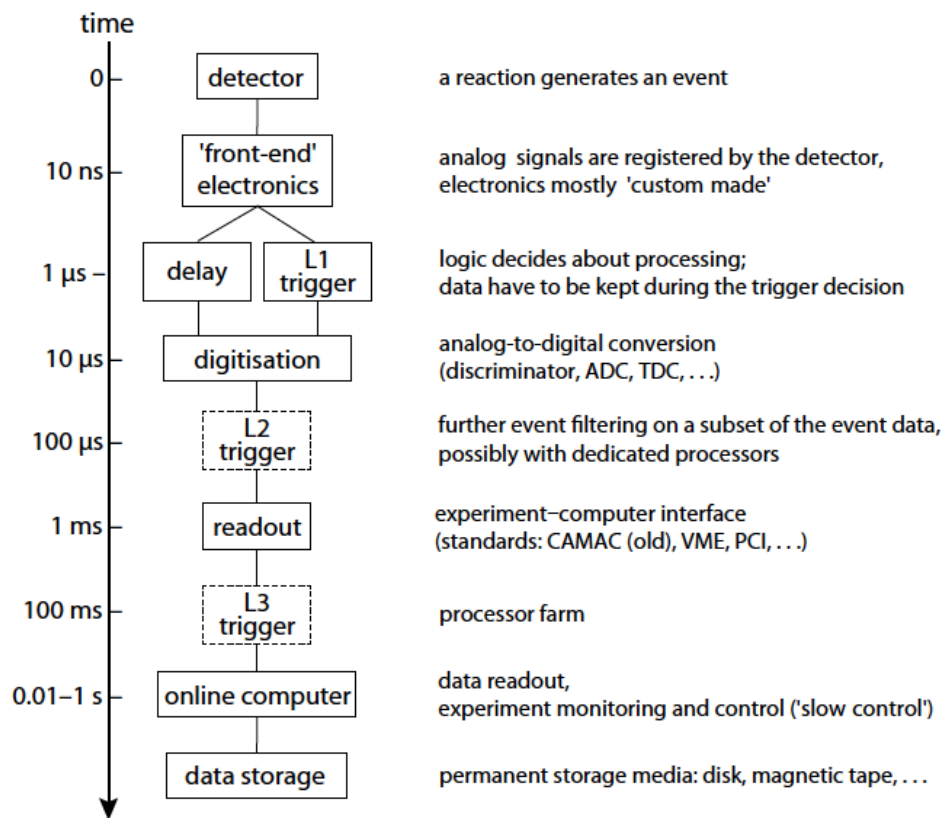 time
0
detector
a reaction generates an event
10 ns
'front-end'
electronics
analog signals are registered by the detector,
electronics mostly 'custom made'
1 μs
delay
L1
trigger
logic decides about processing;
data have to be kept during the trigger decision
10 μs
digitisation
analog-to-digital conversion
(discriminator, ADC, TDC, . . .)
100 μs
L2
trigger
further event filtering on a subset of the event data,
possibly with dedicated processors
1 ms
readout
experiment–computer interface
(standards: CAMAC (old), VME, PCI, . . .)
100 ms
L3
trigger
processor farm
0.01–1 s
online computer
data readout,
experiment monitoring and control ('slow control')
data storage
permanent storage media: disk, magnetic tape, . . .